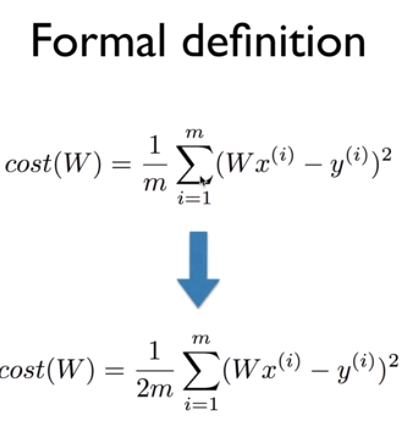 Formal definition
cost(W) = \frac{1}{m} \sum_{i=1}^{m} (Wx^{(i)} - y^{(i)})^2
cost(W) = \frac{1}{2m} \sum_{i=1}^{m} (Wx^{(i)} - y^{(i)})^2